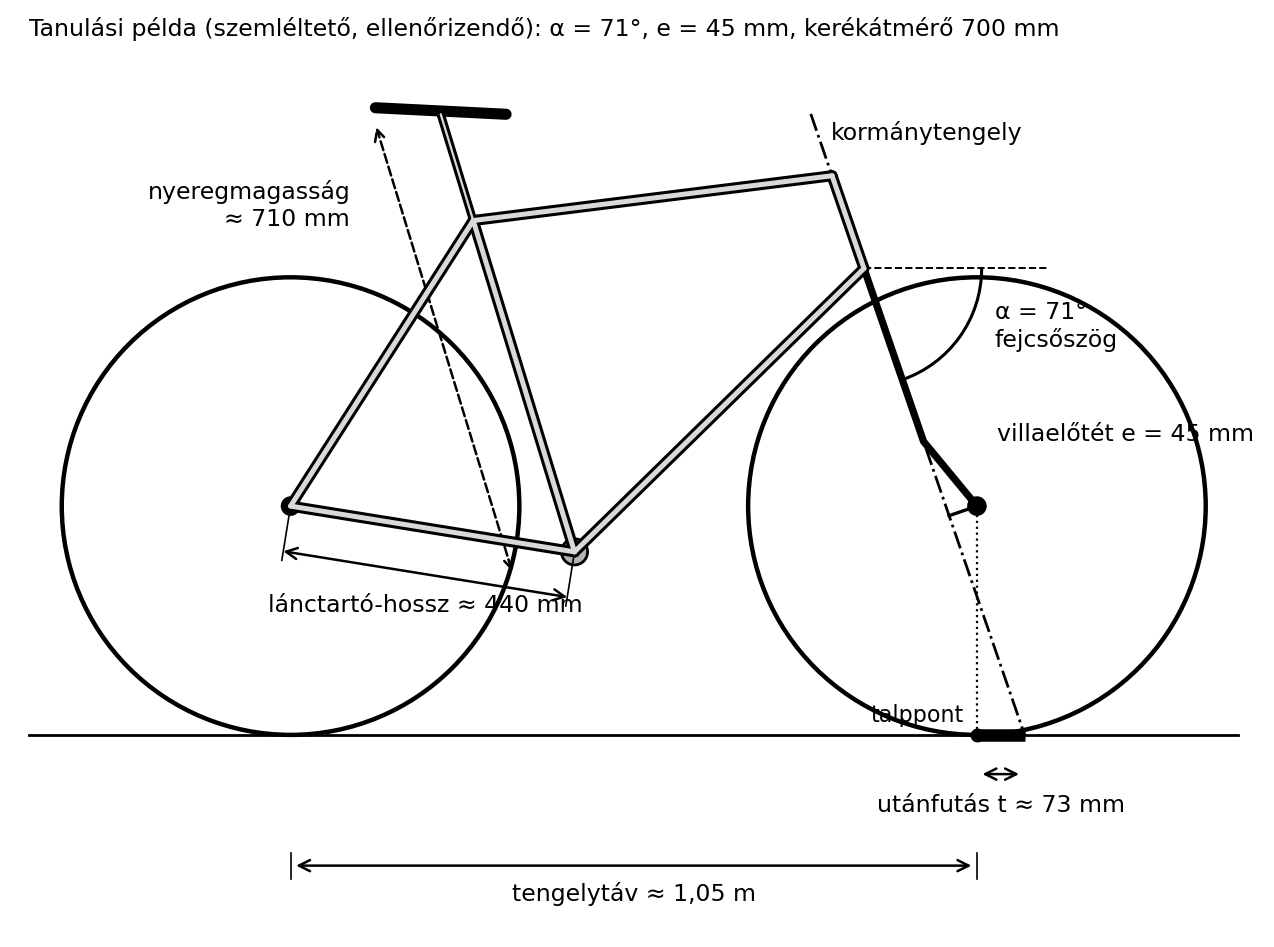 Tanulási példa (szemléltető, ellenőrizendő): α = 71°, e = 45 mm, kerékátmérő 700 mm
kormánytengely
nyeregmagasság
≈ 710 mm
α = 71°
fejcsőszög
villaelőtét e = 45 mm
lánctartó-hossz ≈ 440 mm
talppont
utánfutás t ≈ 73 mm
tengelytáv ≈ 1,05 m